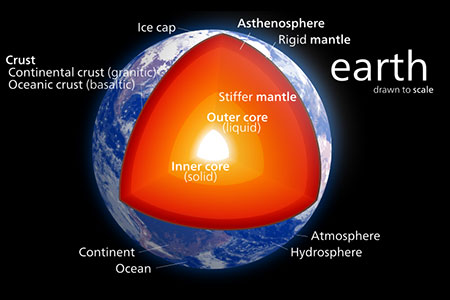 Ice cap
Asthenosphere
Rigid mantle
Crust
Continental crust (granitic)
Oceanic crust (basaltic)
earth
drawn to scale
Stiffer mantle
Outer core
(liquid)
Inner core
(solid)
Atmosphere
Hydrosphere
Continent
Ocean